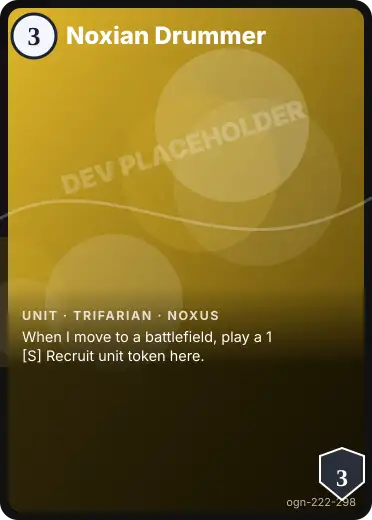 3
Noxian Drummer
DEV PLACEHOLDER
UNIT · TRIFARIAN · NOXUS
When I move to a battlefield, play a 1
[S] Recruit unit token here.
3
ogn-222-298